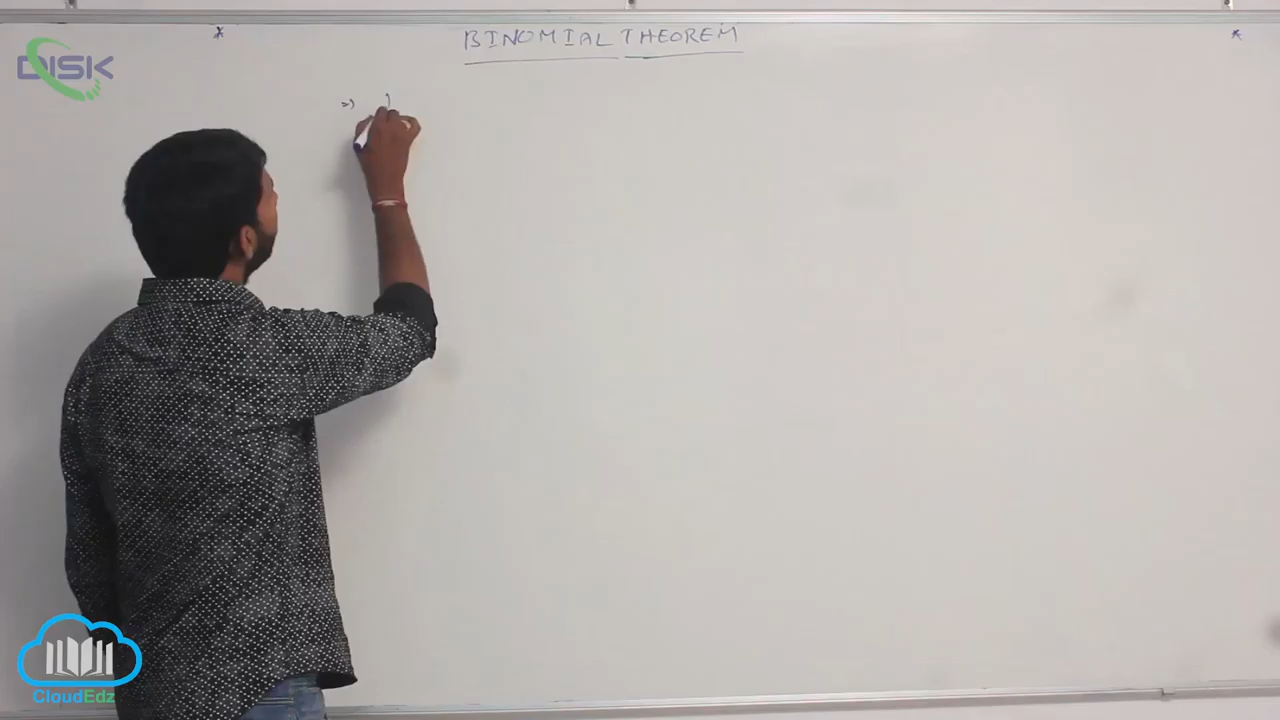 * BINOMIAL THEOREM *
DISK
=>
CloudEdz